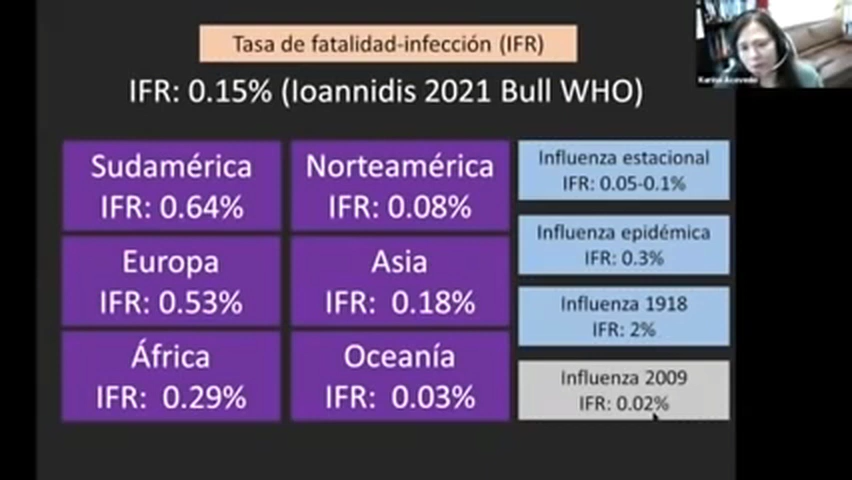 Tasa de fatalidad-infección (IFR)
IFR: 0.15% (Ioannidis 2021 Bull WHO)
Sudamérica
IFR: 0.64%
Norteamérica
IFR: 0.08%
Europa
IFR: 0.53%
Asia
IFR: 0.18%
África
IFR: 0.29%
Oceanía
IFR: 0.03%
Influenza estacional
IFR: 0.05-0.1%
Influenza epidémica
IFR: 0.3%
Influenza 1918
IFR: 2%
Influenza 2009
IFR: 0.02%
Karina Acevedo